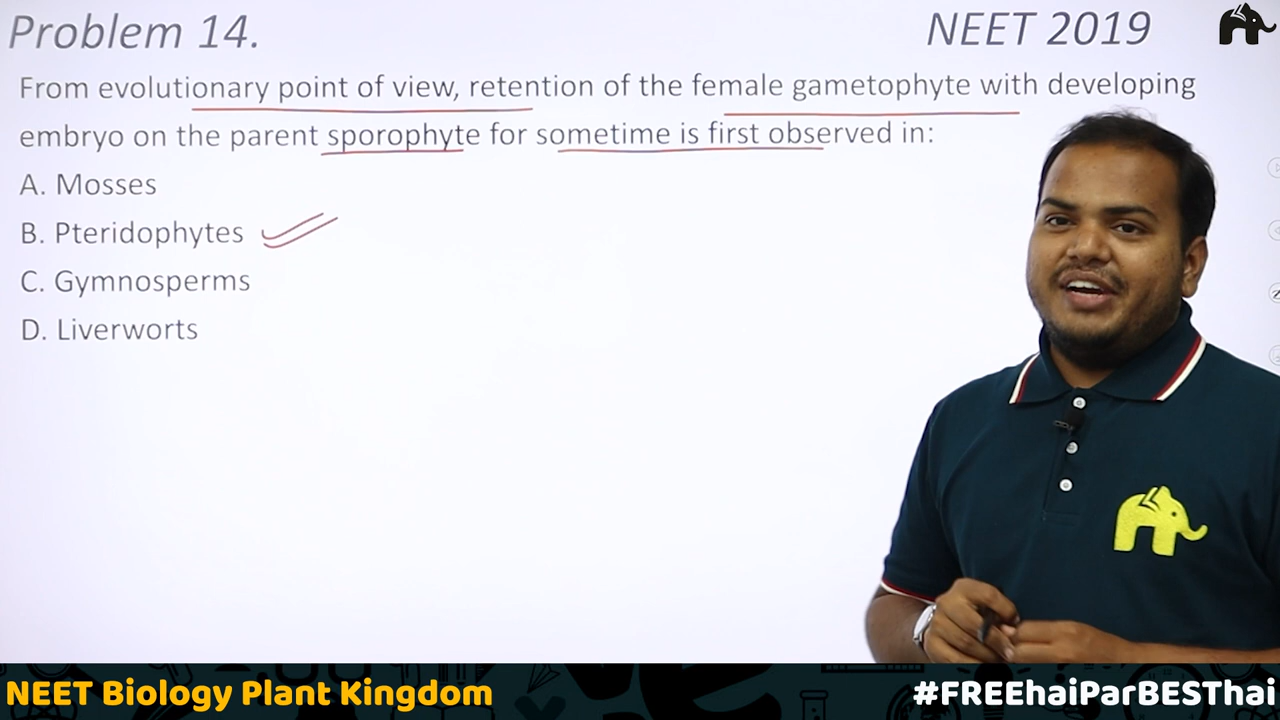 Problem 14.
NEET 2019
From evolutionary point of view, retention of the female gametophyte with developing
embryo on the parent sporophyte for sometime is first observed in:
A. Mosses
B. Pteridophytes
C. Gymnosperms
D. Liverworts
NEET Biology Plant Kingdom
#FREEhaiParBESThai